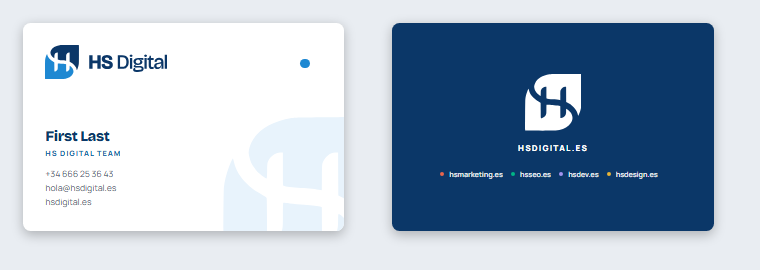 HS Digital
First Last
HS DIGITAL TEAM
+34 666 25 36 43
hola@hsdigital.es
hsdigital.es
HSDIGITAL.ES
hsmarketing.es hsseo.es hsdev.es hsdesign.es